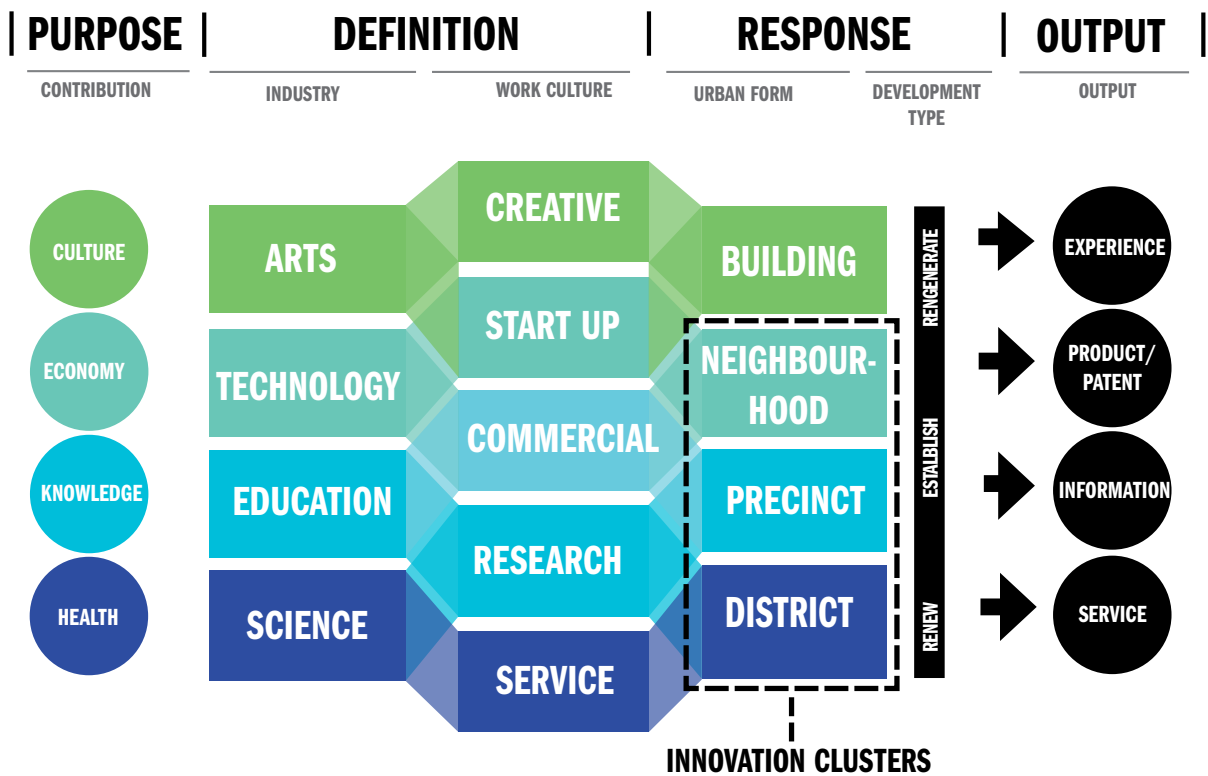 PURPOSE
DEFINITION
RESPONSE
OUTPUT
CONTRIBUTION
INDUSTRY
WORK CULTURE
URBAN FORM
DEVELOPMENT
TYPE
OUTPUT
CULTURE
ECONOMY
KNOWLEDGE
HEALTH
ARTS
TECHNOLOGY
EDUCATION
SCIENCE
CREATIVE
START UP
COMMERCIAL
RESEARCH
SERVICE
BUILDING
NEIGHBOUR-
HOOD
PRECINCT
DISTRICT
RENGENERATE
ESTALBLISH
RENEW
EXPERIENCE
PRODUCT/
PATENT
INFORMATION
SERVICE
INNOVATION CLUSTERS